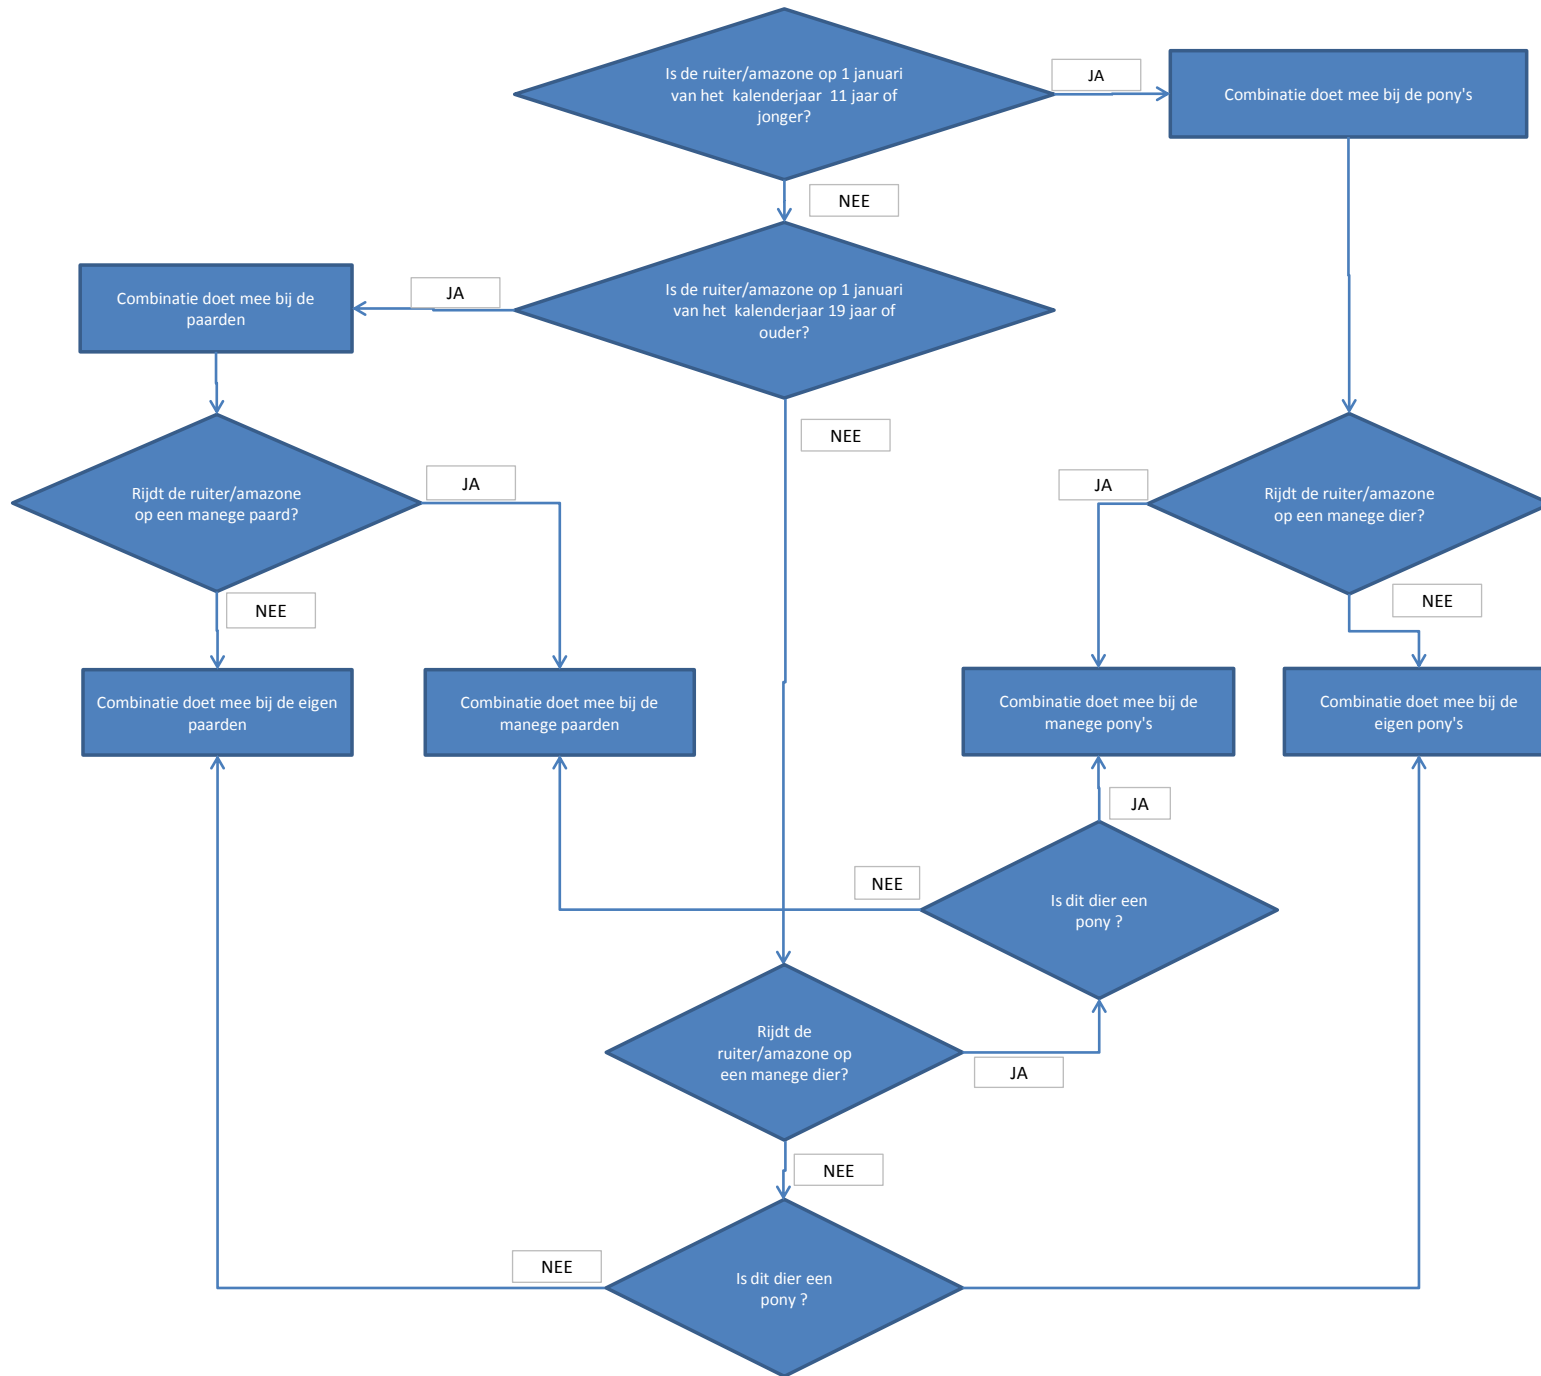 Is de ruiter/amazone op 1 januari
van het  kalenderjaar  11 jaar of
jonger?
JA
Combinatie doet mee bij de pony's
NEE
Is de ruiter/amazone op 1 januari
van het  kalenderjaar 19 jaar of
ouder?
JA
Combinatie doet mee bij de
paarden
NEE
Rijdt de ruiter/amazone
op een manege paard?
JA
NEE
JA
Rijdt de ruiter/amazone
op een manege dier?
NEE
Combinatie doet mee bij de eigen
paarden
Combinatie doet mee bij de
manege paarden
Combinatie doet mee bij de
manege pony's
Combinatie doet mee bij de
eigen pony's
JA
NEE
Is dit dier een
pony ?
Rijdt de
ruiter/amazone op
een manege dier?
JA
NEE
NEE
Is dit dier een
pony ?